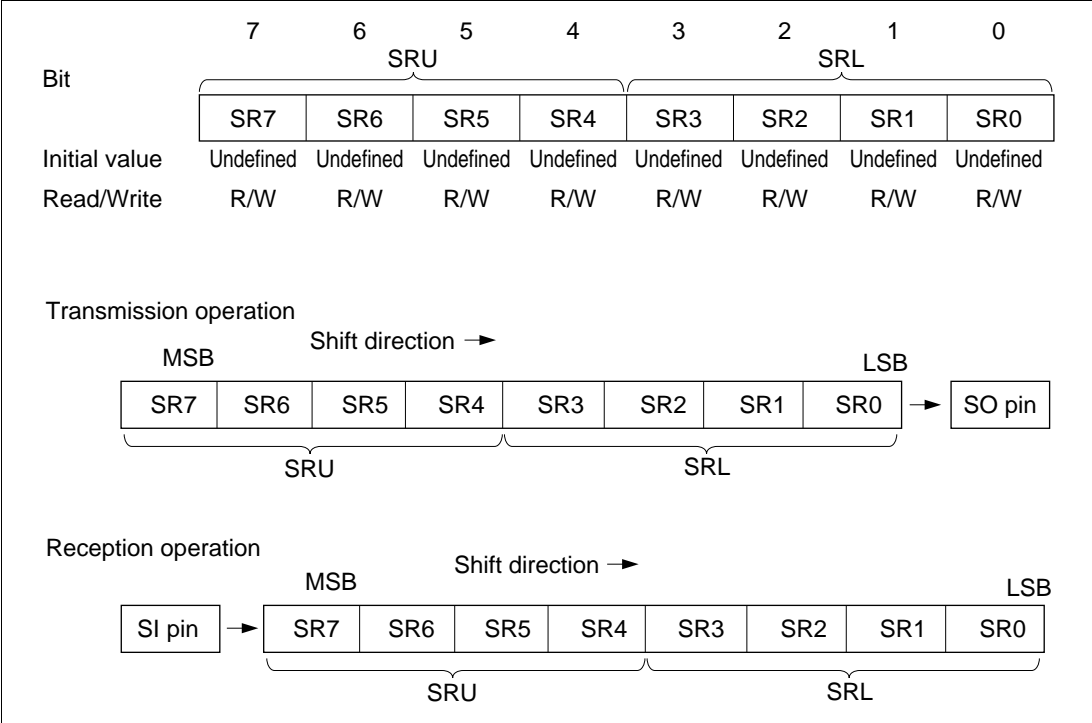 7 6 5 4 3 2 1 0
SRU SRL
Bit
SR7 SR6 SR5 SR4 SR3 SR2 SR1 SR0
Initial value Undefined Undefined Undefined Undefined Undefined Undefined Undefined Undefined
Read/Write R/W R/W R/W R/W R/W R/W R/W R/W
Transmission operation
Shift direction →
MSB LSB
SR7 SR6 SR5 SR4 SR3 SR2 SR1 SR0 → SO pin
SRU SRL
Reception operation
Shift direction →
MSB LSB
SI pin → SR7 SR6 SR5 SR4 SR3 SR2 SR1 SR0
SRU SRL